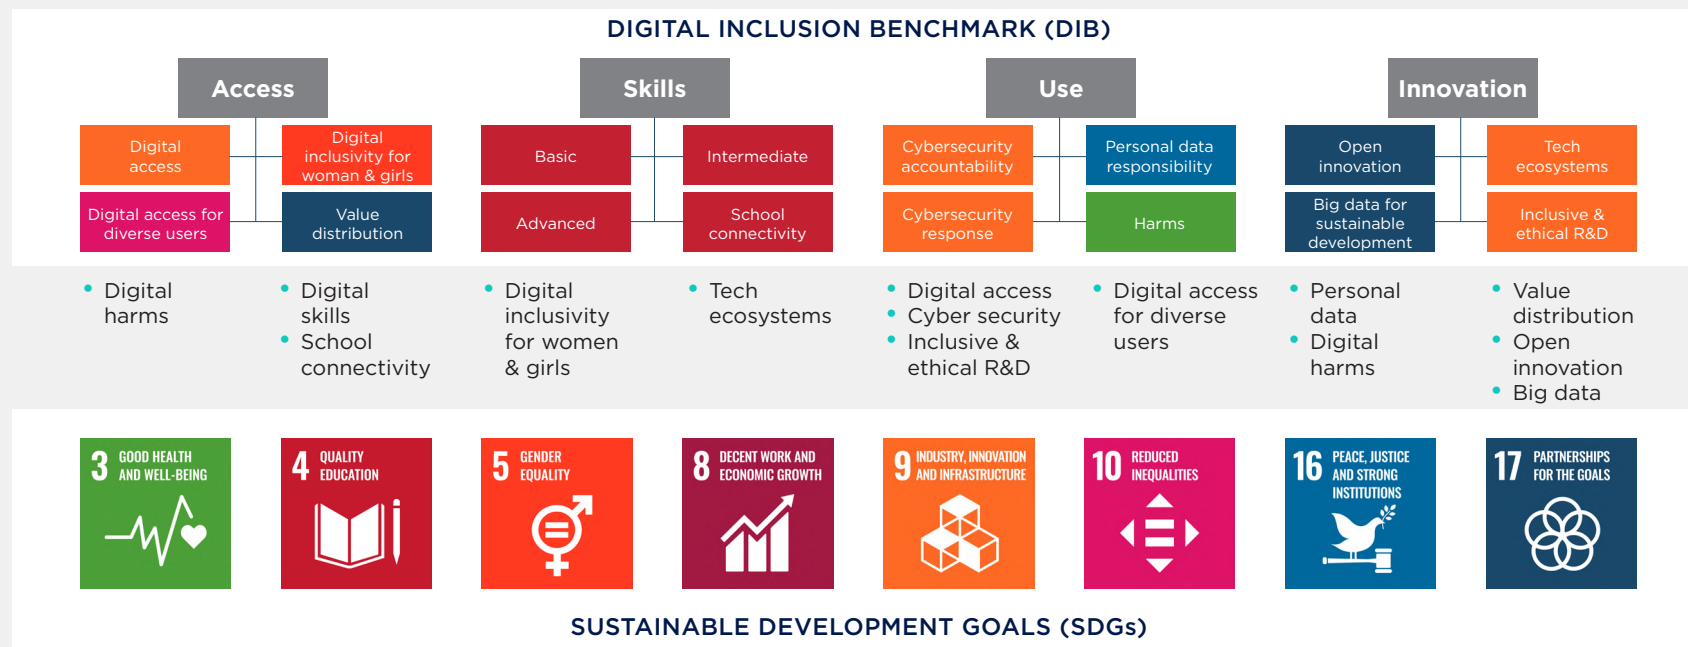 DIGITAL INCLUSION BENCHMARK (DIB)
Access
Digital
access
Digital
inclusivity for
woman & girls
Digital access for
diverse users
Value
distribution
Skills
Basic
Intermediate
Advanced
School
connectivity
Use
Cybersecurity
accountability
Personal data
responsibility
Cybersecurity
response
Harms
Innovation
Open
innovation
Tech
ecosystems
Big data for
sustainable
development
Inclusive &
ethical R&D
• Digital
harms
• Digital
skills
• School
connectivity
• Digital
inclusivity
for women
& girls
• Tech
ecosystems
• Digital access
• Cyber security
• Inclusive &
ethical R&D
• Digital access
for diverse
users
• Personal
data
• Digital
harms
• Value
distribution
• Open
innovation
• Big data
3 GOOD HEALTH
AND WELL-BEING
4 QUALITY
EDUCATION
5 GENDER
EQUALITY
8 DECENT WORK AND
ECONOMIC GROWTH
9 INDUSTRY, INNOVATION
AND INFRASTRUCTURE
10 REDUCED
INEQUALITIES
16 PEACE, JUSTICE
AND STRONG
INSTITUTIONS
17 PARTNERSHIPS
FOR THE GOALS
SUSTAINABLE DEVELOPMENT GOALS (SDGs)